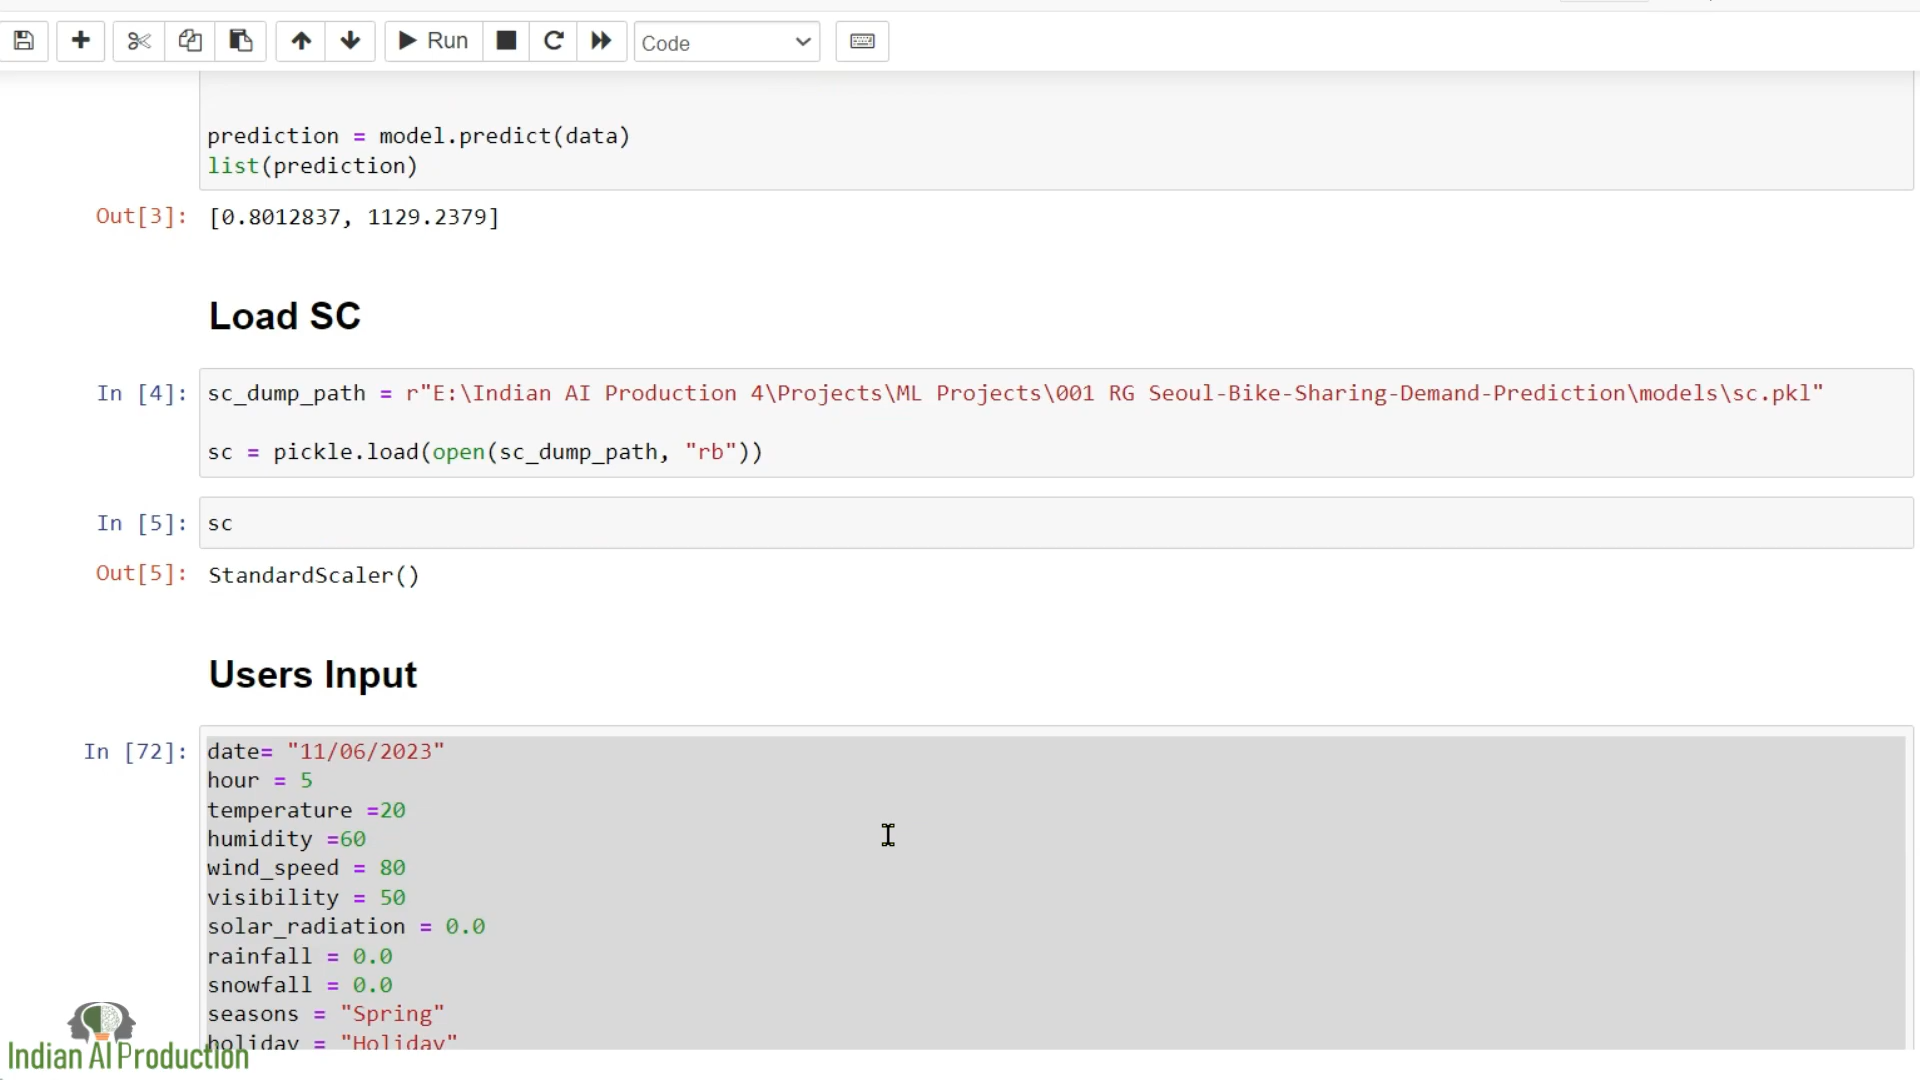 Run
Code
prediction = model.predict(data)
list(prediction)
Out[3]: [0.8012837, 1129.2379]
Load SC
In [4]: sc_dump_path = r"E:\Indian AI Production 4\Projects\ML Projects\001 RG Seoul-Bike-Sharing-Demand-Prediction\models\sc.pkl"
sc = pickle.load(open(sc_dump_path, "rb"))
In [5]: sc
Out[5]: StandardScaler()
Users Input
In [72]: date= "11/06/2023"
hour = 5
temperature =20
humidity =60
wind_speed = 80
visibility = 50
solar_radiation = 0.0
rainfall = 0.0
snowfall = 0.0
seasons = "Spring"
holiday = "Holiday"
Indian AI Production